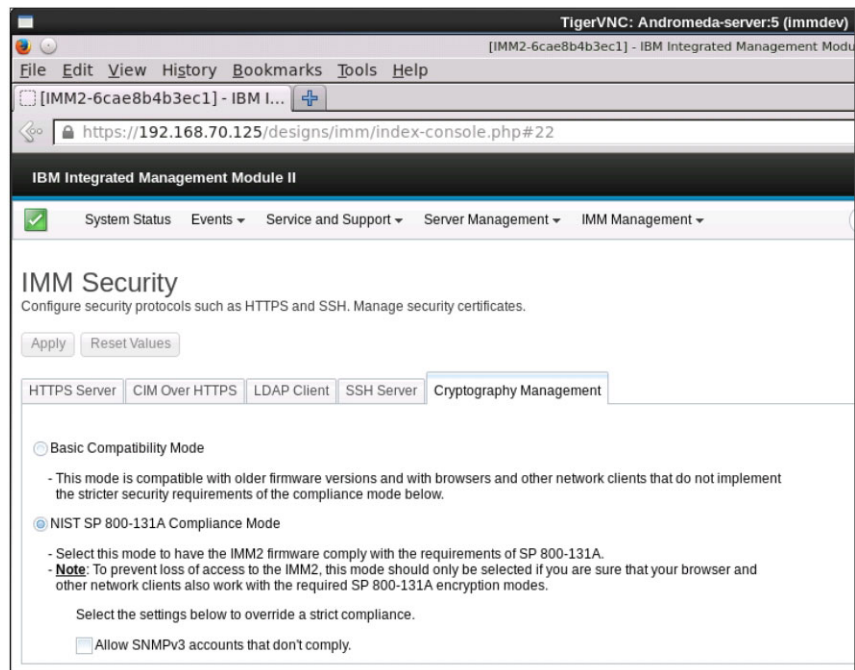 TigerVNC: Andromeda-server:5 (immdev)
[IMM2-6cae8b4b3ec1] - IBM Integrated Management Modu
File Edit View History Bookmarks Tools Help
[IMM2-6cae8b4b3ec1] - IBM I...
https://192.168.70.125/designs/imm/index-console.php#22
IBM Integrated Management Module II
System Status Events Service and Support Server Management IMM Management
IMM Security
Configure security protocols such as HTTPS and SSH. Manage security certificates.
Apply Reset Values
HTTPS Server CIM Over HTTPS LDAP Client SSH Server Cryptography Management
Basic Compatibility Mode
- This mode is compatible with older firmware versions and with browsers and other network clients that do not implement
the stricter security requirements of the compliance mode below.
NIST SP 800-131A Compliance Mode
- Select this mode to have the IMM2 firmware comply with the requirements of SP 800-131A.
- Note: To prevent loss of access to the IMM2, this mode should only be selected if you are sure that your browser and
other network clients also work with the required SP 800-131A encryption modes.
Select the settings below to override a strict compliance.
Allow SNMPv3 accounts that don't comply.